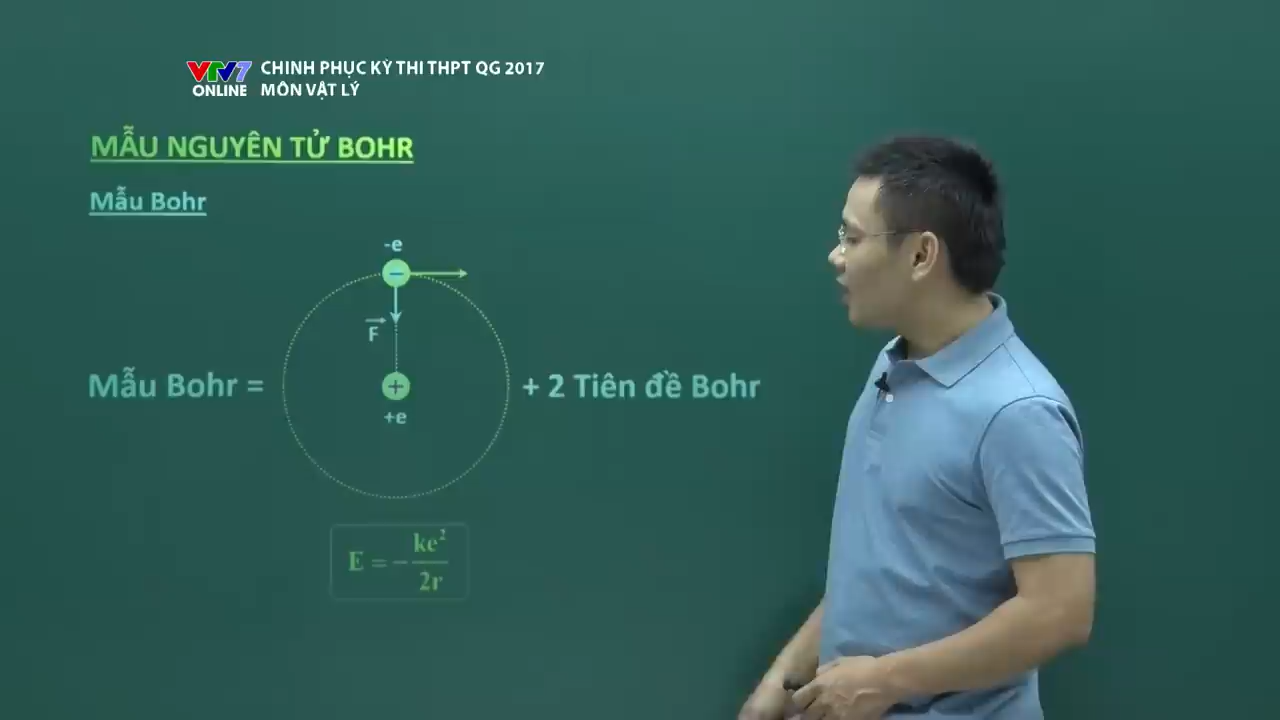 VTV7 CHINH PHỤC KỲ THI THPT QG 2017
ONLINE MÔN VẬT LÝ
MẪU NGUYÊN TỬ BOHR
Mẫu Bohr
-e
−
F
Mẫu Bohr = + + 2 Tiên đề Bohr
+e
E = − ke² / 2r